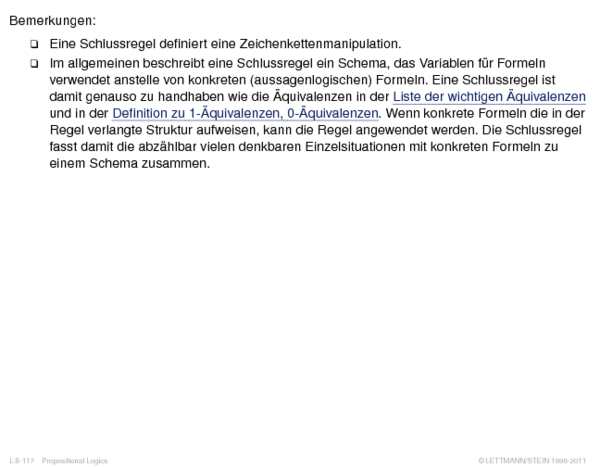 Bemerkungen:
❑ Eine Schlussregel definiert eine Zeichenkettenmanipulation.
❑ Im allgemeinen beschreibt eine Schlussregel ein Schema, das Variablen für Formeln
verwendet anstelle von konkreten (aussagenlogischen) Formeln. Eine Schlussregel ist
damit genauso zu handhaben wie die Äquivalenzen in der Liste der wichtigen Äquivalenzen
und in der Definition zu 1-Äquivalenzen, 0-Äquivalenzen. Wenn konkrete Formeln die in der
Regel verlangte Struktur aufweisen, kann die Regel angewendet werden. Die Schlussregel
fasst damit die abzählbar vielen denkbaren Einzelsituationen mit konkreten Formeln zu
einem Schema zusammen.
L:II-117 Propositional Logics
© LETTMANN/STEIN 1996-2011